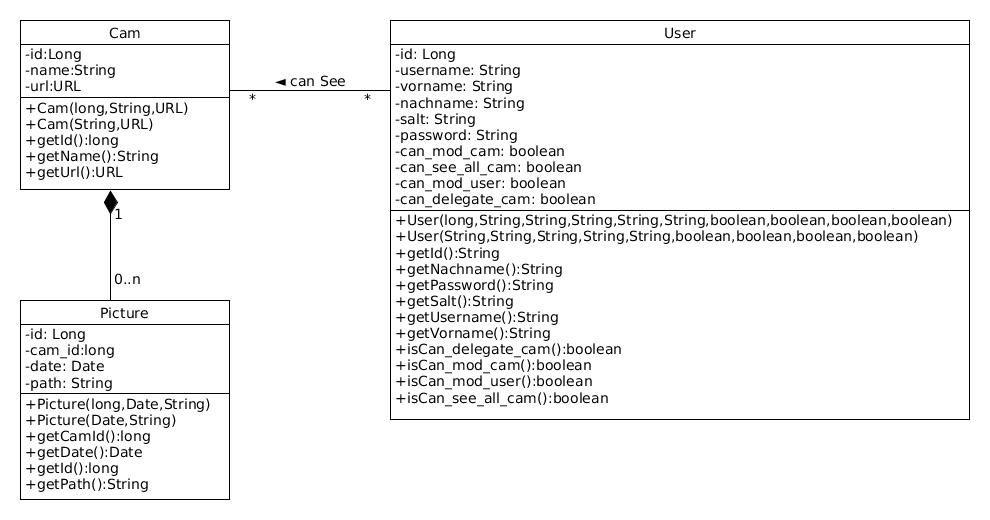 Cam
-id:Long
-name:String
-url:URL
+Cam(long,String,URL)
+Cam(String,URL)
+getId():long
+getName():String
+getUrl():URL
◄ can See
*
*
User
-id: Long
-username: String
-vorname: String
-nachname: String
-salt: String
-password: String
-can_mod_cam: boolean
-can_see_all_cam: boolean
-can_mod_user: boolean
-can_delegate_cam: boolean
+User(long,String,String,String,String,String,boolean,boolean,boolean,boolean)
+User(String,String,String,String,String,boolean,boolean,boolean,boolean)
+getId():String
+getNachname():String
+getPassword():String
+getSalt():String
+getUsername():String
+getVorname():String
+isCan_delegate_cam():boolean
+isCan_mod_cam():boolean
+isCan_mod_user():boolean
+isCan_see_all_cam():boolean
1
0..n
Picture
-id: Long
-cam_id:long
-date: Date
-path: String
+Picture(long,Date,String)
+Picture(Date,String)
+getCamId():long
+getDate():Date
+getId():long
+getPath():String